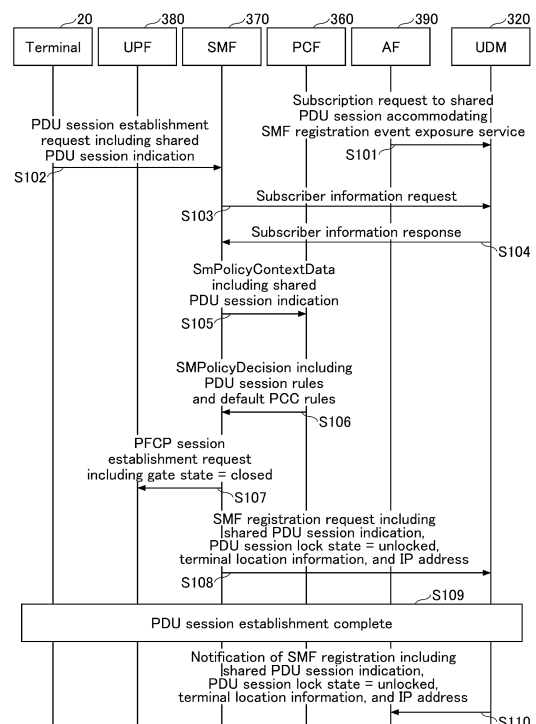 20 380 370 360 390 320
Terminal UPF SMF PCF AF UDM
Subscription request to shared
PDU session accommodating
SMF registration event exposure service
S101
PDU session establishment
request including shared
PDU session indication
S102
Subscriber information request
S103
Subscriber information response
S104
SmPolicyContextData
including shared
PDU session indication
S105
SMPolicyDecision including
PDU session rules
and default PCC rules
S106
PFCP session
establishment request
including gate state = closed
S107
SMF registration request including
shared PDU session indication,
PDU session lock state = unlocked,
terminal location information, and IP address
S108
S109
PDU session establishment complete
Notification of SMF registration including
shared PDU session indication,
PDU session lock state = unlocked,
terminal location information, and IP address
S110